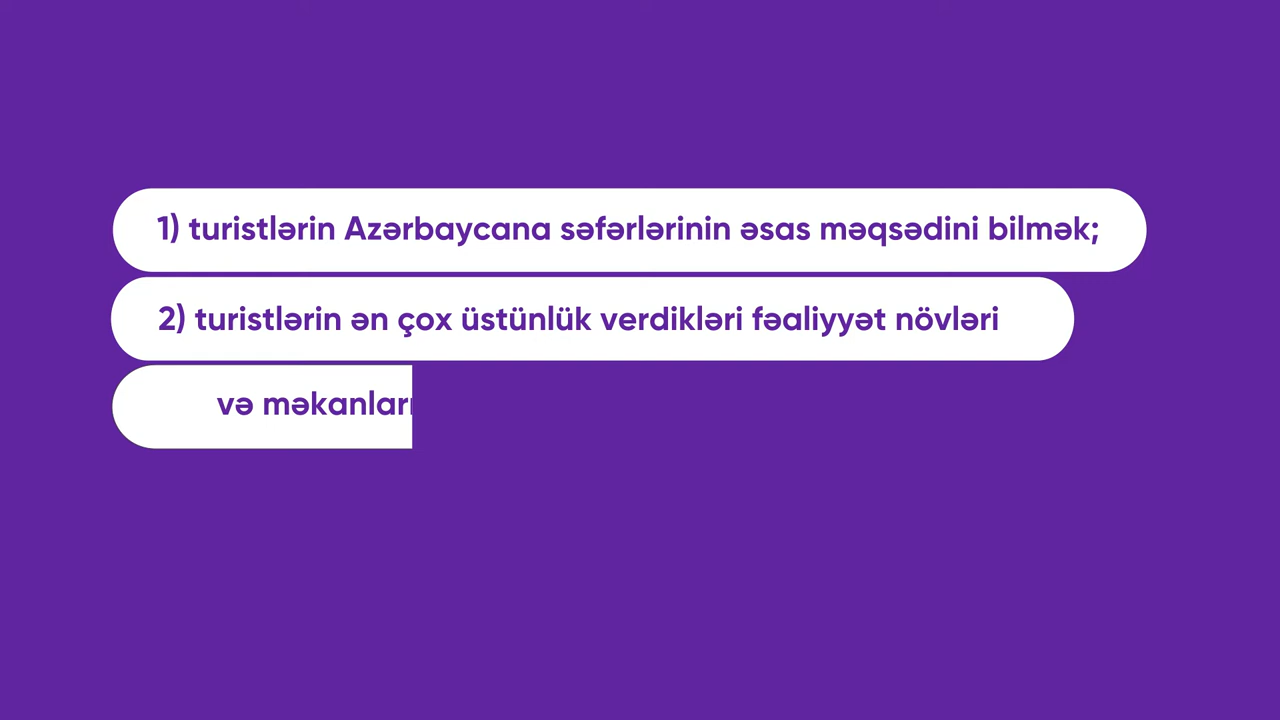 1) turistlərin Azərbaycana səfərlərinin əsas məqsədini bilmək;
2) turistlərin ən çox üstünlük verdikləri fəaliyyət növləri
və məkanları